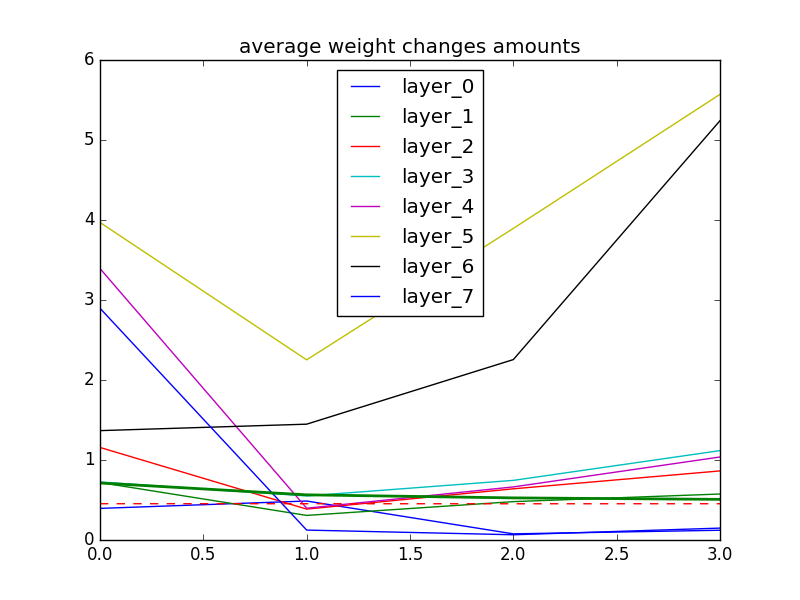 average weight changes amounts
6
5
4
3
2
1
0
layer_0
layer_1
layer_2
layer_3
layer_4
layer_5
layer_6
layer_7
0.0 0.5 1.0 1.5 2.0 2.5 3.0